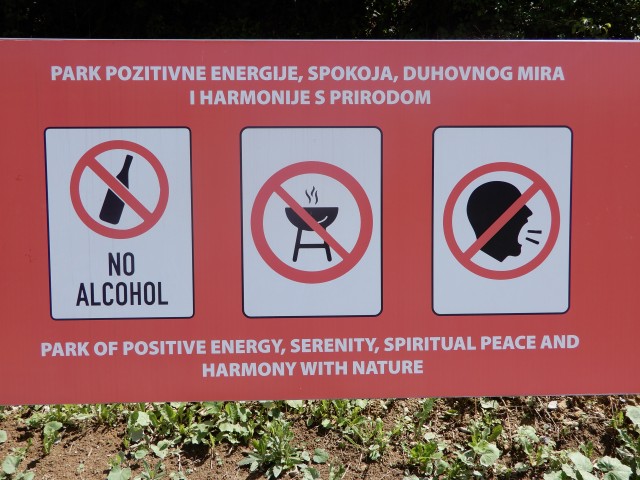 PARK POZITIVNE ENERGIJE, SPOKOJA, DUHOVNOG MIRA
I HARMONIJE S PRIRODOM
NO
ALCOHOL
PARK OF POSITIVE ENERGY, SERENITY, SPIRITUAL PEACE AND
HARMONY WITH NATURE